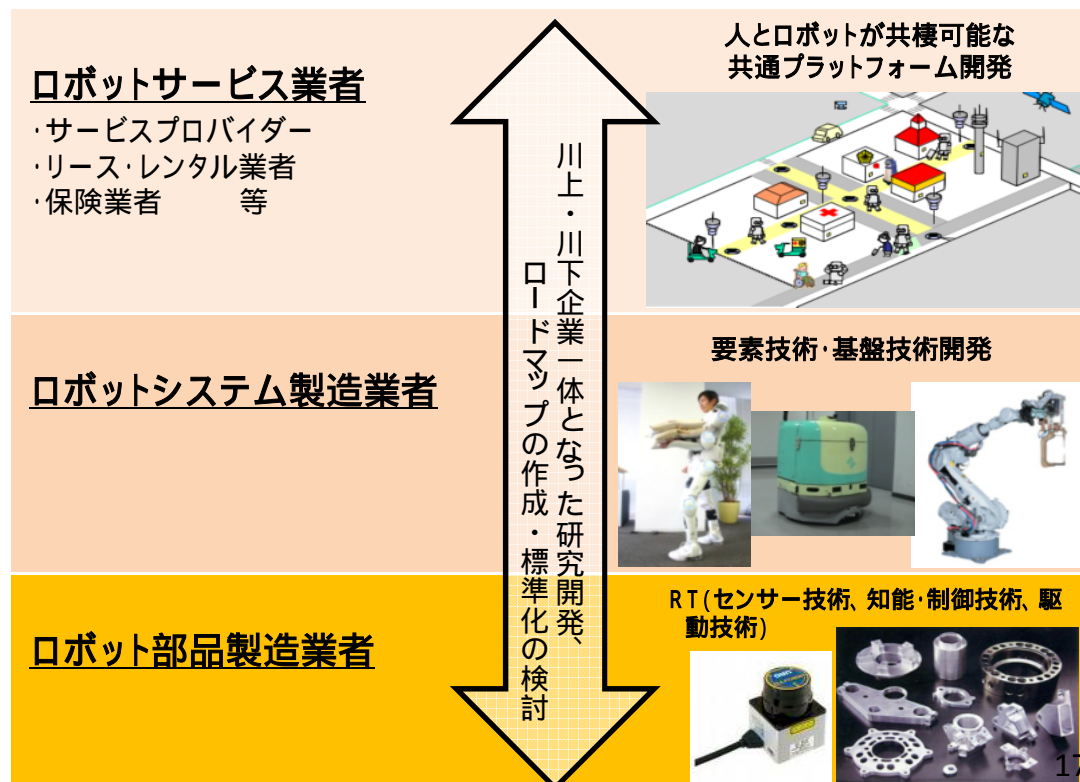 ロボットサービス業者
・サービスプロバイダー
・リース・レンタル業者
・保険業者　　　等
人とロボットが共棲可能な
共通プラットフォーム開発
川上・川下企業一体となった研究開発、
ロードマップの作成・標準化の検討
ロボットシステム製造業者
要素技術・基盤技術開発
ロボット部品製造業者
RT(センサー技術、知能・制御技術、駆
動技術)
17